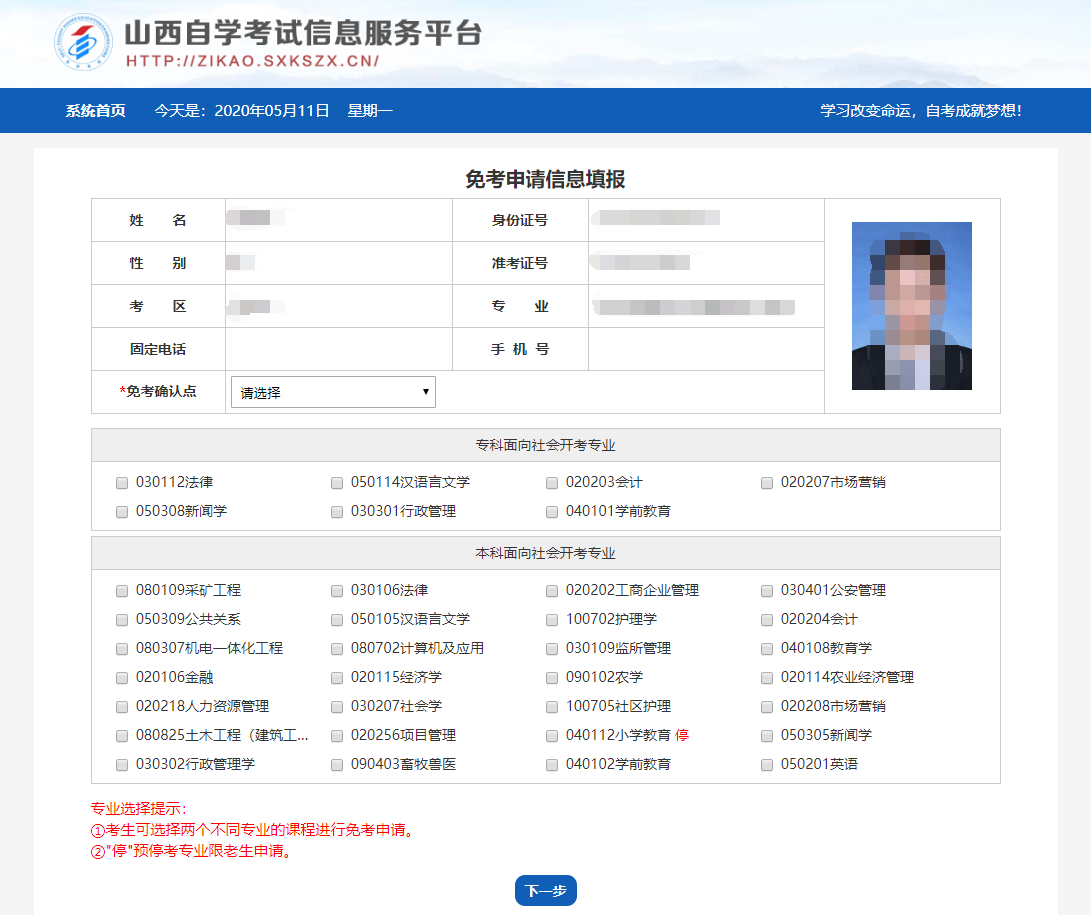 山西自学考试信息服务平台
HTTP://ZIKAO.SXKSZX.CN/
系统首页 今天是：2020年05月11日 星期一 学习改变命运，自考成就梦想！
免考申请信息填报
姓 名 身份证号
性 别 准考证号
考 区 专 业
固定电话 手 机 号
*免考确认点 请选择
专科面向社会开考专业
030112法律 050114汉语言文学 020203会计 020207市场营销
050308新闻学 030301行政管理 040101学前教育
本科面向社会开考专业
080109采矿工程 030106法律 020202工商企业管理 030401公安管理
050309公共关系 050105汉语言文学 100702护理学 020204会计
080307机电一体化工程 080702计算机及应用 030109监所管理 040108教育学
020106金融 020115经济学 090102农学 020114农业经济管理
020218人力资源管理 030207社会学 100705社区护理 020208市场营销
080825土木工程（建筑工... 020256项目管理 040112小学教育 停 050305新闻学
030302行政管理学 090403畜牧兽医 040102学前教育 050201英语
专业选择提示：
①考生可选择两个不同专业的课程进行免考申请。
②"停"预停考专业限老生申请。
下一步